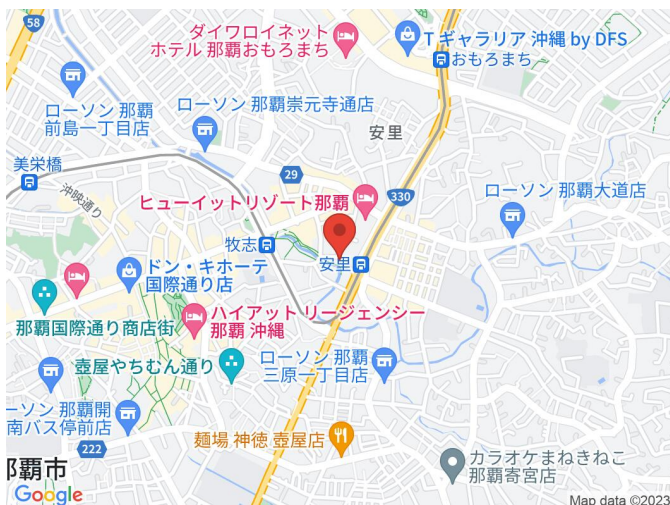 58
ダイワロイネット
ホテル 那覇おもろまち
T ギャラリア 沖縄 by DFS
おもろまち
ローソン 那覇
前島一丁目店
ローソン 那覇崇元寺通店
安里
美栄橋
29
沖映通り
ヒューイットリゾート那覇
330
ローソン 那覇大道店
牧志
安里
ドン・キホーテ
国際通り店
ハイアット リージェンシー
那覇 沖縄
那覇国際通り商店街
壺屋やちむん通り
ローソン 那覇
三原一丁目店
ーソン 那覇開
南バス停前店
222
麺場 神徳 壺屋店
カラオケまねきねこ
那覇寄宮店
那覇市
Google
Map data ©2023